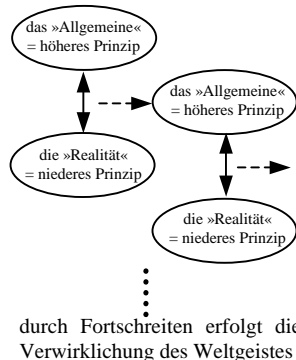 das »Allgemeine«
= höheres Prinzip
das »Allgemeine«
= höheres Prinzip
die »Realität«
= niederes Prinzip
die »Realität«
= niederes Prinzip
durch Fortschreiten erfolgt die
Verwirklichung des Weltgeistes